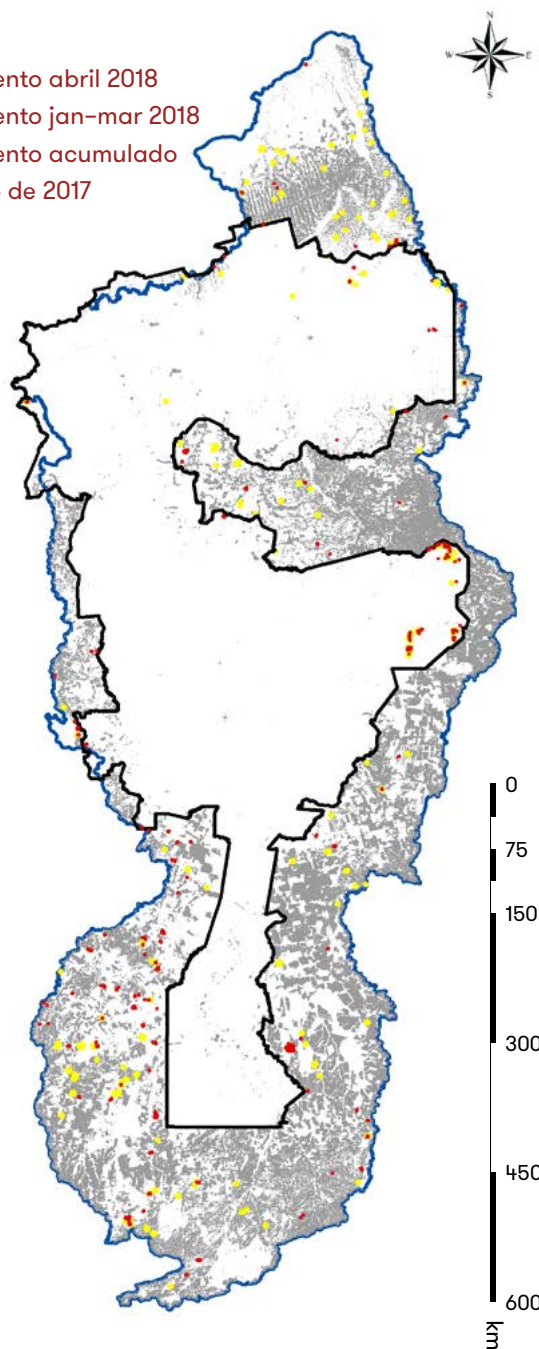 N
W E
S
ento abril 2018
ento jan-mar 2018
ento acumulado
de 2017
0
75
150
300
450
600
km